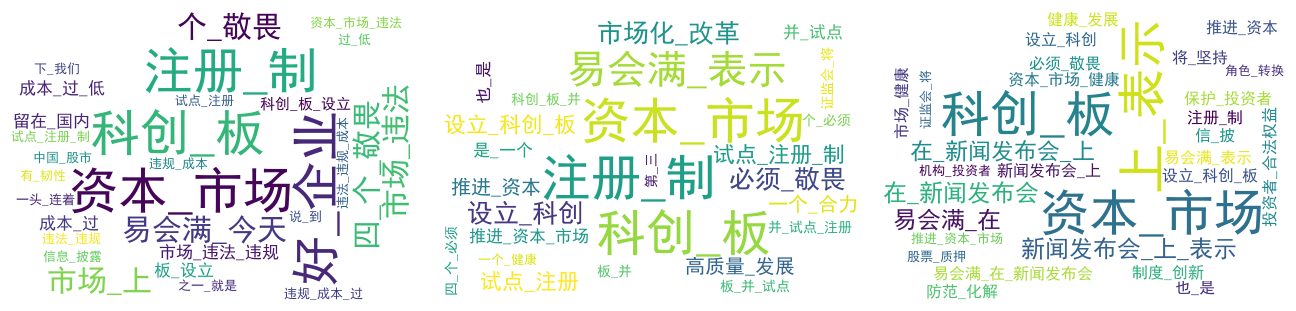 个_敬畏
资本_市场_违法
过_低
注册_制
下_我们
成本_过_低
试点_注册
科创_板_设立
留在_国内
试点_注册_制
科创_板
好_企业
四_个_敬畏
市场_违法
违法_违规_成本
中国_股市
违规_成本
有_韧性
资本_市场
一头_连着
成本_过
易会满_今天
说_到
违法_违规
市场_违法_违规
信息_披露
板_设立
市场_上
之一_就是
违规_成本_过
市场化_改革
并_试点
易会满_表示
也_是
证监会_将
科创_板_并
资本_市场
个_必须
设立_科创_板
是_一个
试点_注册_制
注册_制
第_三
必须_敬畏
推进_资本
设立_科创
一个_合力
科创_板
并_试点_注册
推进_资本_市场
四_个_必须
一个_健康
高质量_发展
板_并
试点_注册
板_并_试点
健康_发展
推进_资本
设立_科创
上_表示
必须_敬畏
将_坚持
资本_市场_健康
角色_转换
市场_健康
证监会_将
科创_板
保护_投资者
注册_制
信_披
投资者_合法权益
在_新闻发布会_上
易会满_表示
机构_投资者
新闻发布会_上
设立_科创_板
在_新闻发布会
资本_市场
易会满_在
推进_资本_市场
新闻发布会_上_表示
股票_质押
易会满_在_新闻发布会
制度_创新
防范_化解
也_是